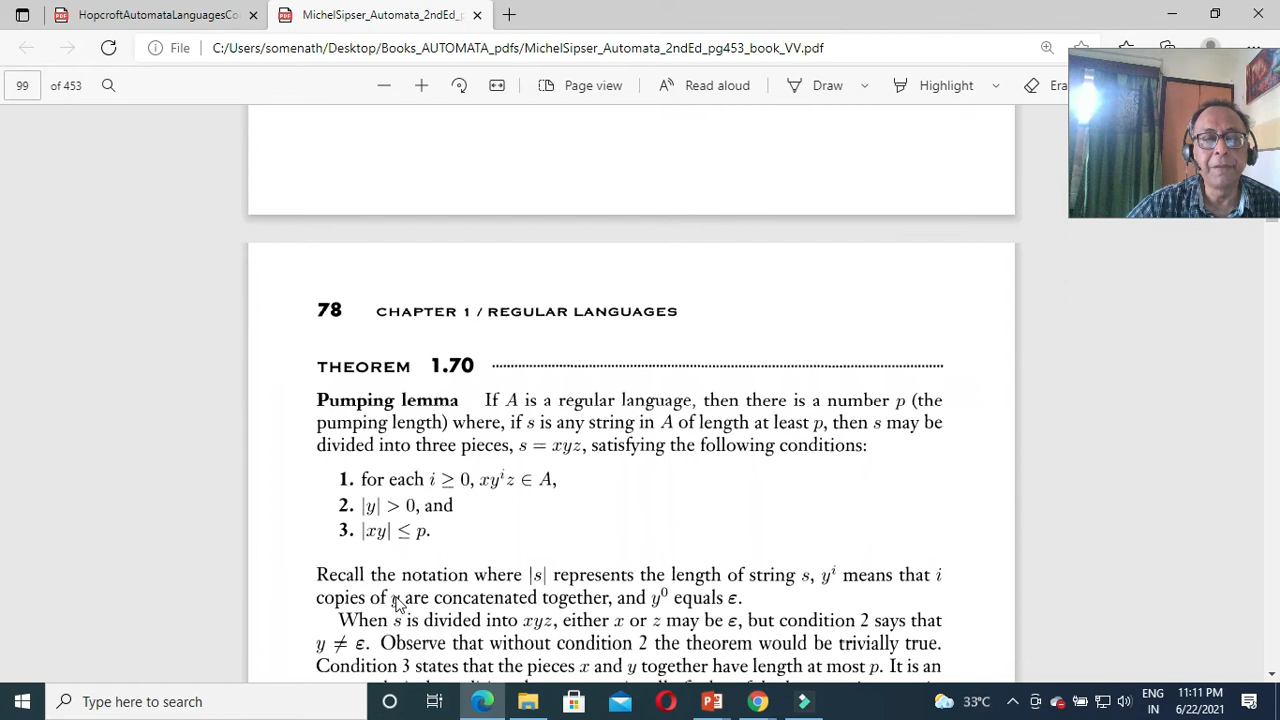 HopcroftAutomataLanguagesCo
MichelSipser_Automata_2ndEd_p
File C:/Users/somenath/Desktop/Books_AUTOMATA_pdfs/MichelSipser_Automata_2ndEd_pg453_book_VV.pdf
99 of 453 Page view A Read aloud Draw Highlight Era
78 CHAPTER 1 / REGULAR LANGUAGES
THEOREM 1.70
Pumping lemma If A is a regular language, then there is a number p (the
pumping length) where, if s is any string in A of length at least p, then s may be
divided into three pieces, s = xyz, satisfying the following conditions:
1. for each i ≥ 0, xyⁱz ∈ A,
2. |y| > 0, and
3. |xy| ≤ p.
Recall the notation where |s| represents the length of string s, yⁱ means that i
copies of y are concatenated together, and y⁰ equals ε.
When s is divided into xyz, either x or z may be ε, but condition 2 says that
y ≠ ε. Observe that without condition 2 the theorem would be trivially true.
Condition 3 states that the pieces x and y together have length at most p. It is an
Type here to search
33°C
ENG
IN
11:11 PM
6/22/2021